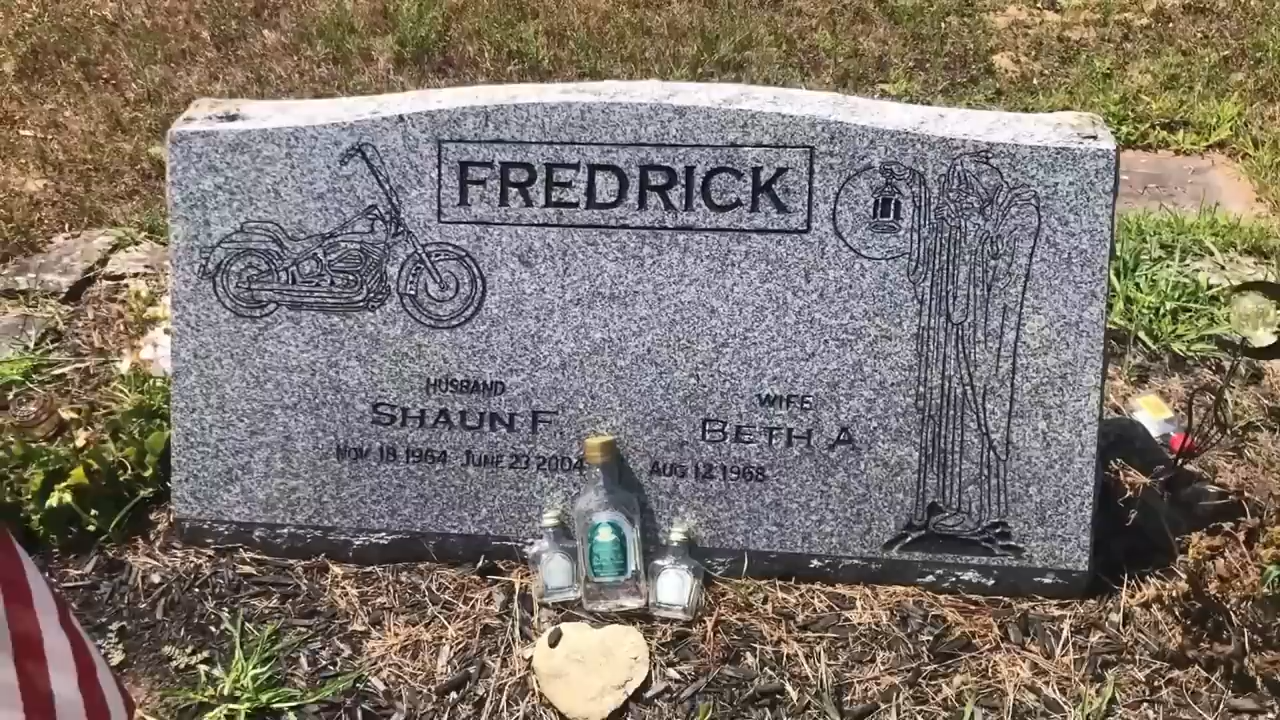 FREDRICK
HUSBAND
SHAUN F.
NOV. 18 1964 JUNE 23 2004
WIFE
BETH A
AUG 12 1968